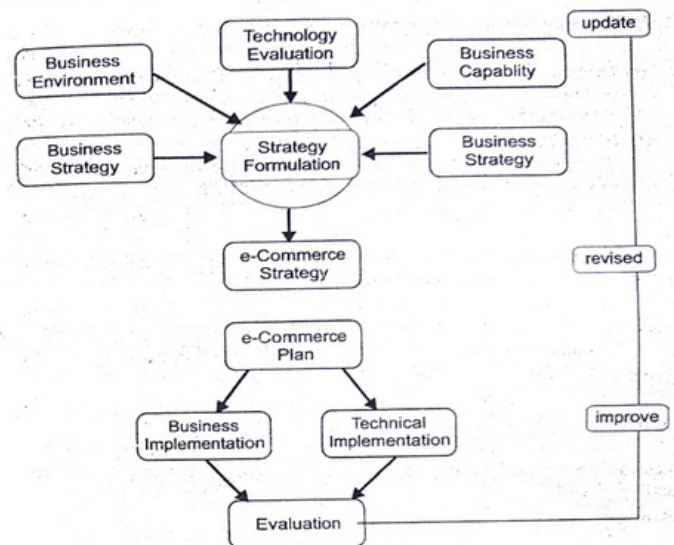 update
Technology
Evaluation
Business
Environment
Business
Capablity
Business
Strategy
Strategy
Formulation
Business
Strategy
e-Commerce
Strategy
revised
e-Commerce
Plan
Business
Implementation
Technical
Implementation
improve
Evaluation